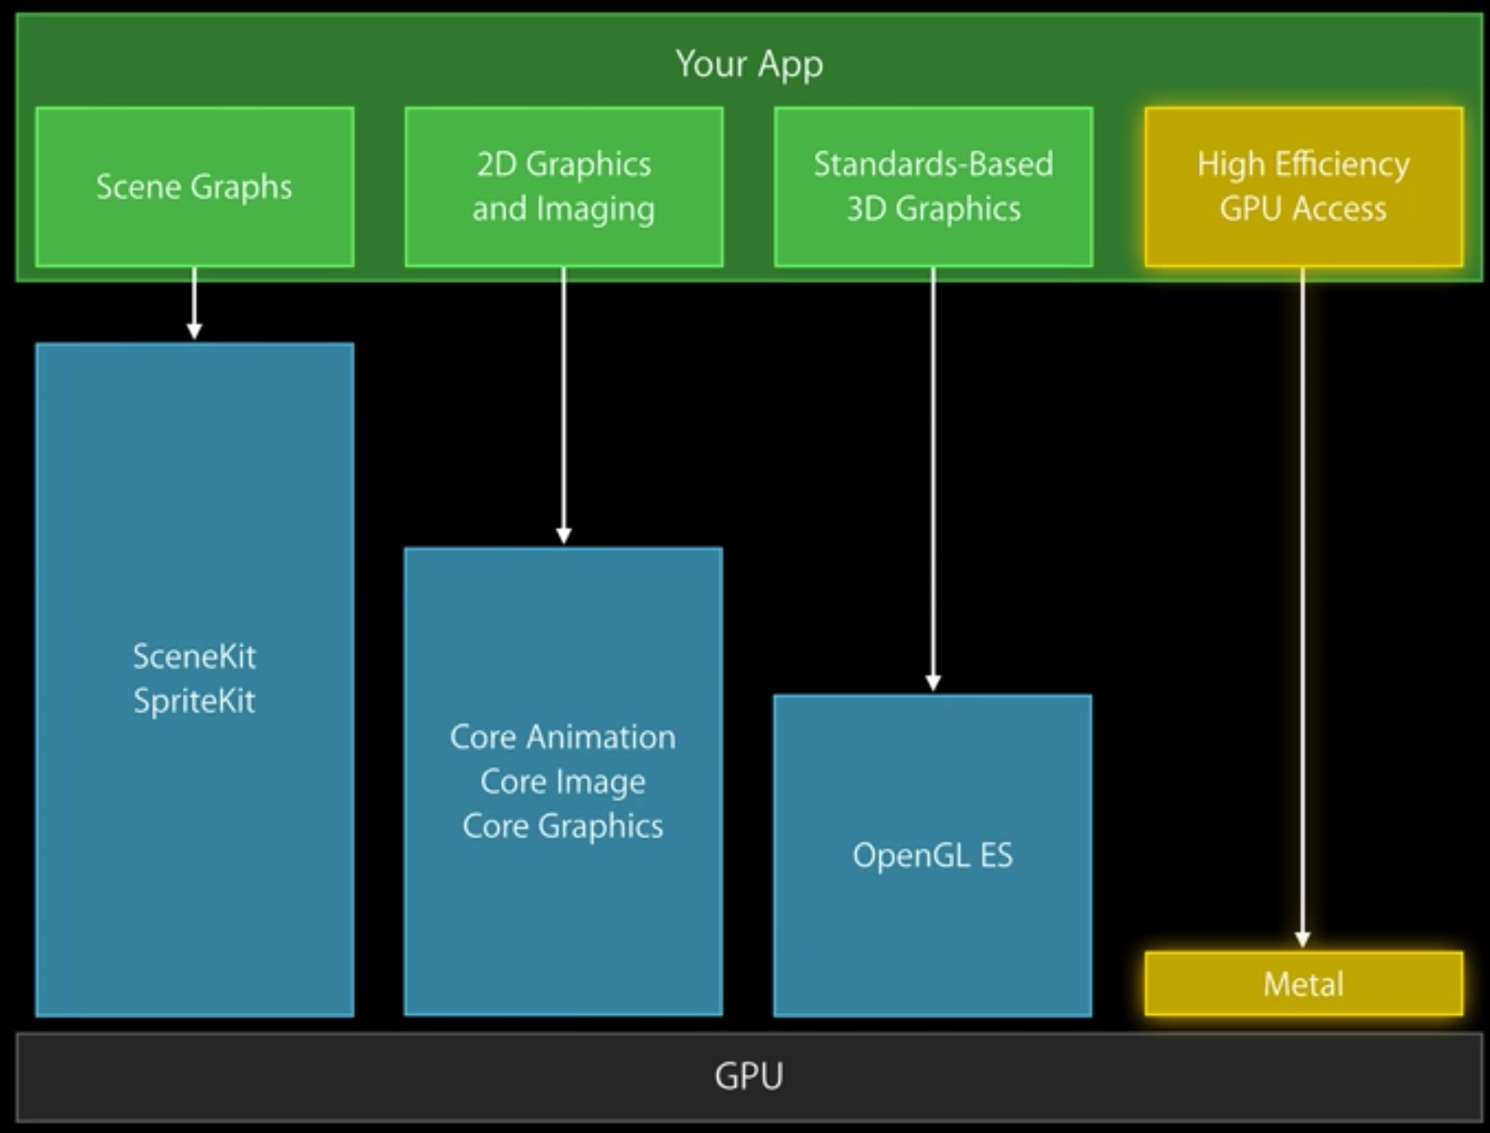 Your App
Scene Graphs
2D Graphics
and Imaging
Standards-Based
3D Graphics
High Efficiency
GPU Access
SceneKit
SpriteKit
Core Animation
Core Image
Core Graphics
OpenGL ES
Metal
GPU